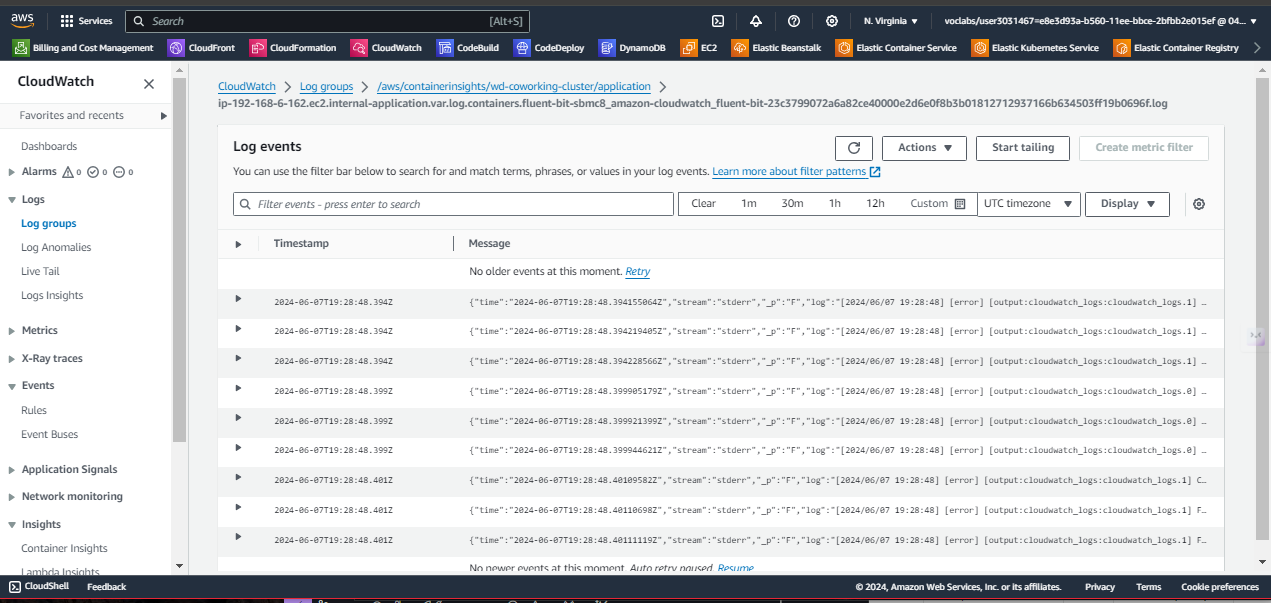 aws Services Search [Alt+S] N. Virginia voclabs/user3031467=e8e3d93a-b560-11ee-bbce-2bfbb2e015ef @ 04...
Billing and Cost Management CloudFront CloudFormation CloudWatch CodeBuild CodeDeploy DynamoDB EC2 Elastic Beanstalk Elastic Container Service Elastic Kubernetes Service Elastic Container Registry
CloudWatch
Favorites and recents
Dashboards
Alarms 0 0 0
Logs
Log groups
Log Anomalies
Live Tail
Logs Insights
Metrics
X-Ray traces
Events
Rules
Event Buses
Application Signals
Network monitoring
Insights
Container Insights
Lambda Insights
CloudWatch Log groups /aws/containerinsights/wd-coworking-cluster/application
ip-192-168-6-162.ec2.internal-application.var.log.containers.fluent-bit-sbmc8_amazon-cloudwatch_fluent-bit-23c3799072a6a82ce40000e2d6e0f8b3b01812712937166b634503ff19b0696f.log
Log events
Actions Start tailing Create metric filter
You can use the filter bar below to search for and match terms, phrases, or values in your log events. Learn more about filter patterns
Filter events - press enter to search Clear 1m 30m 1h 12h Custom UTC timezone Display
Timestamp Message
No older events at this moment. Retry
2024-06-07T19:28:48.394Z {"time":"2024-06-07T19:28:48.394155064Z","stream":"stderr","_p":"F","log":"[2024/06/07 19:28:48] [error] [output:cloudwatch_logs:cloudwatch_logs.1] …
2024-06-07T19:28:48.394Z {"time":"2024-06-07T19:28:48.394219405Z","stream":"stderr","_p":"F","log":"[2024/06/07 19:28:48] [error] [output:cloudwatch_logs:cloudwatch_logs.1] …
2024-06-07T19:28:48.394Z {"time":"2024-06-07T19:28:48.394228566Z","stream":"stderr","_p":"F","log":"[2024/06/07 19:28:48] [error] [output:cloudwatch_logs:cloudwatch_logs.1] …
2024-06-07T19:28:48.399Z {"time":"2024-06-07T19:28:48.399905179Z","stream":"stderr","_p":"F","log":"[2024/06/07 19:28:48] [error] [output:cloudwatch_logs:cloudwatch_logs.0] …
2024-06-07T19:28:48.399Z {"time":"2024-06-07T19:28:48.399921399Z","stream":"stderr","_p":"F","log":"[2024/06/07 19:28:48] [error] [output:cloudwatch_logs:cloudwatch_logs.0] …
2024-06-07T19:28:48.399Z {"time":"2024-06-07T19:28:48.399944621Z","stream":"stderr","_p":"F","log":"[2024/06/07 19:28:48] [error] [output:cloudwatch_logs:cloudwatch_logs.0] …
2024-06-07T19:28:48.401Z {"time":"2024-06-07T19:28:48.40109582Z","stream":"stderr","_p":"F","log":"[2024/06/07 19:28:48] [error] [output:cloudwatch_logs:cloudwatch_logs.1] C…
2024-06-07T19:28:48.401Z {"time":"2024-06-07T19:28:48.40110698Z","stream":"stderr","_p":"F","log":"[2024/06/07 19:28:48] [error] [output:cloudwatch_logs:cloudwatch_logs.1] F…
2024-06-07T19:28:48.401Z {"time":"2024-06-07T19:28:48.40111119Z","stream":"stderr","_p":"F","log":"[2024/06/07 19:28:48] [error] [output:cloudwatch_logs:cloudwatch_logs.1] F…
No newer events at this moment. Auto retry paused. Resume
CloudShell Feedback © 2024, Amazon Web Services, Inc. or its affiliates. Privacy Terms Cookie preferences